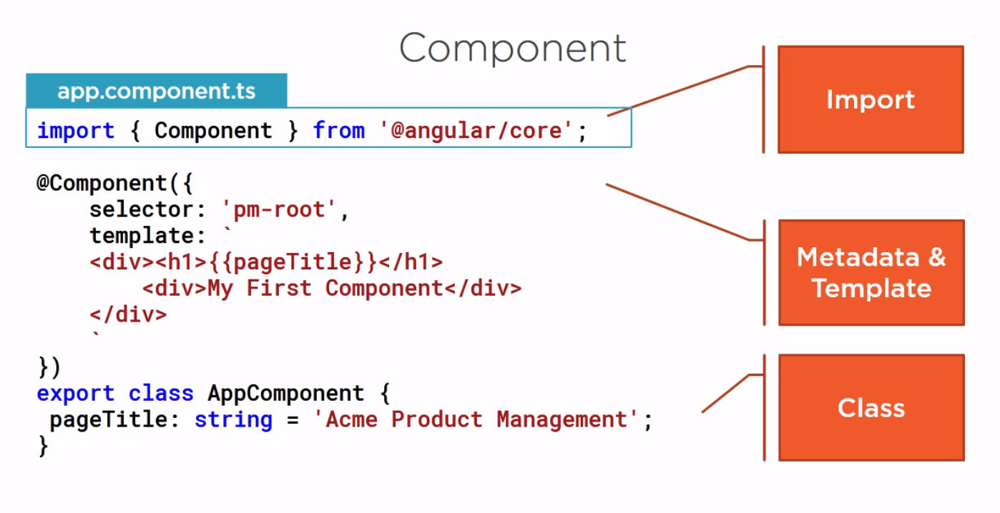 Component
app.component.ts
import { Component } from '@angular/core';
@Component({
    selector: 'pm-root',
    template: `
    <div><h1>{{pageTitle}}</h1>
        <div>My First Component</div>
    </div>
    `
})
export class AppComponent {
 pageTitle: string = 'Acme Product Management';
}
Import
Metadata &
Template
Class